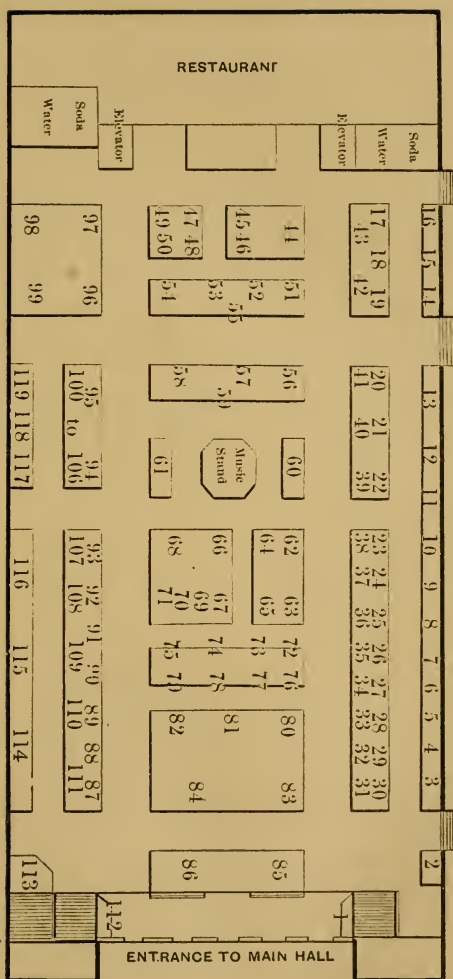 RESTAURANT
Soda
Water
Elevator
Elevator
Soda
Water
98 97
99 96
49 50 47 48
45 46 44
54 53 52 51
55
17 43 18 42 19
16 15 14
119 118 117
95 100 to 94 106
58 57 56
59
61
Music
Stand
60
20 41 21 40 22 39
13 12 11
116 115 114
93 107 92 108 91 109 90 110 89 88 111 87
68 66
71 70 69 67
64 62
65 63
75 74 73 72
79 78 77 76
82 81 80
84 83
23 24 25 26 27 28 29 30
38 37 36 35 34 33 32 31
10 9 8 7 6 5 4 3
113
86 85
2
112
1
ENTRANCE TO MAIN HALL